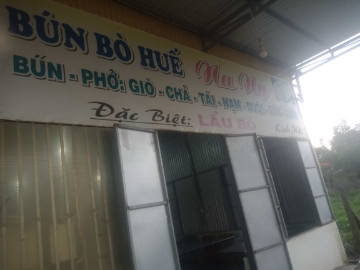 BÚN BÒ HUẾ
BÚN - PHỞ: GIÒ - CHẢ - TÁI - NẠM
Đặc Biệt: LẨU BÒ